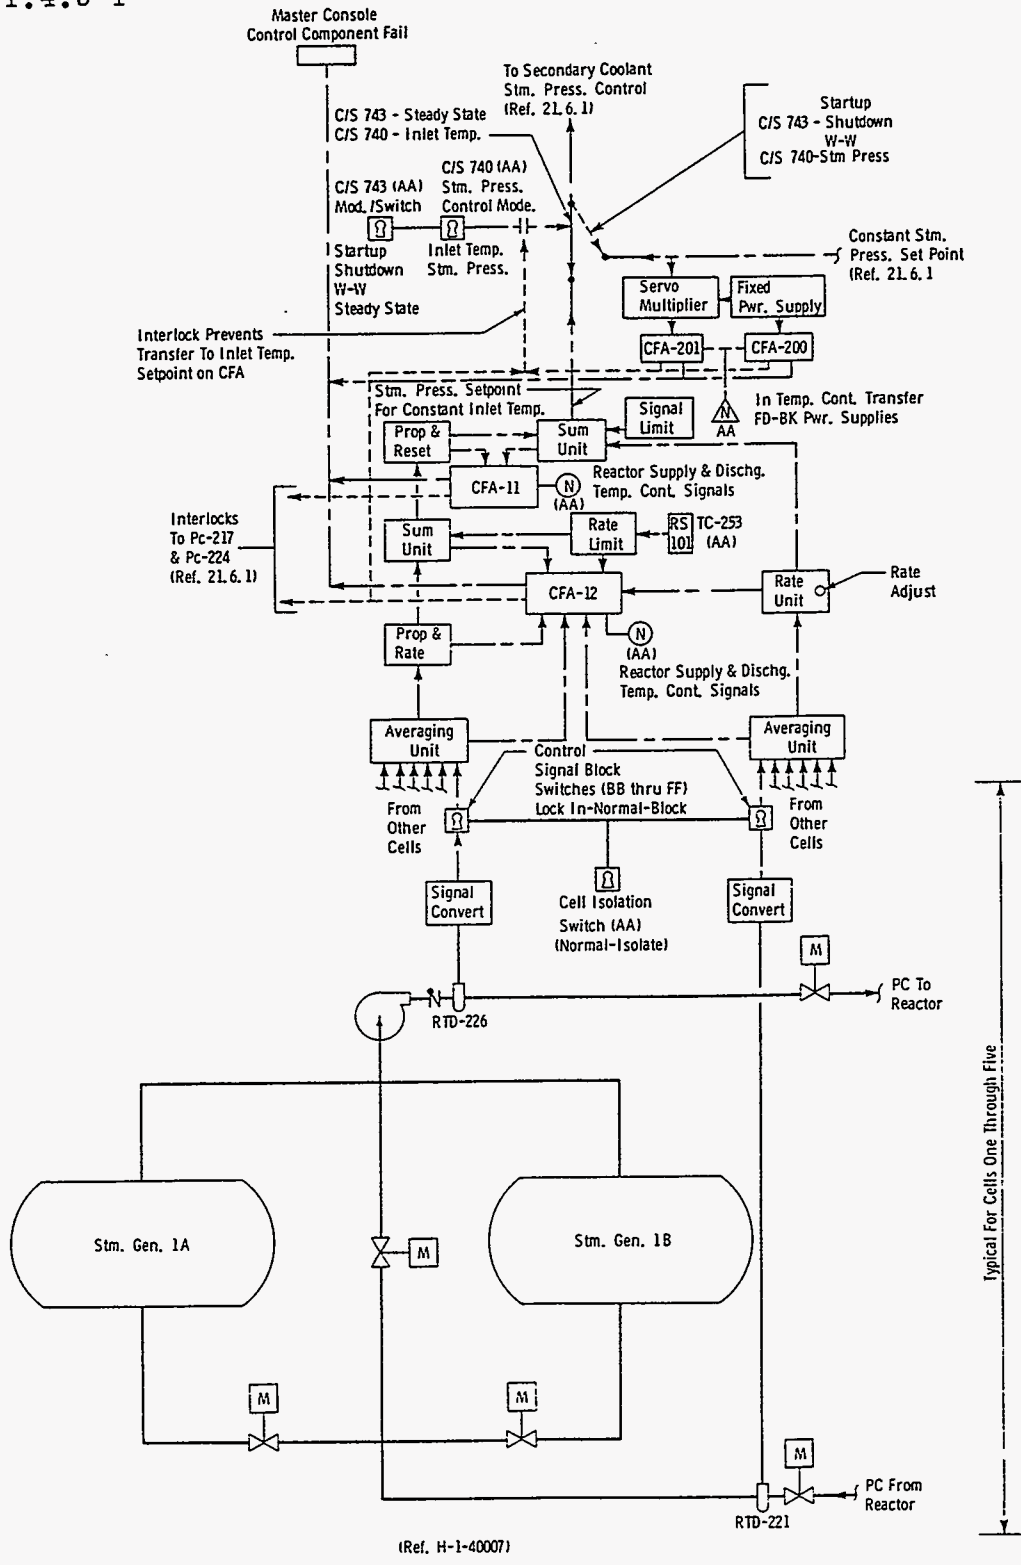 Master Console
Control Component Fail
To Secondary Coolant
Stm. Press. Control
(Ref. 21.6.1)
C/S 743 - Steady State
C/S 740 - Inlet Temp.
Startup
C/S 743 - Shutdown
W-W
C/S 740-Stm Press
C/S 740 (AA)
Stm. Press.
Control Mode.
C/S 743 (AA)
Mod./Switch
Startup
Shutdown
W-W
Steady State
Inlet Temp.
Stm. Press.
Constant Stm.
Press. Set Point
(Ref. 21.6.1
Servo
Multiplier
Fixed
Pwr. Supply
CFA-201
CFA-200
Interlock Prevents
Transfer To Inlet Temp.
Setpoint on CFA
Stm. Press. Setpoint
For Constant Inlet Temp.
N
AA
In Temp. Cont. Transfer
FD-BK Pwr. Supplies
Prop &
Reset
Sum
Unit
Signal
Limit
CFA-11
N
(AA)
Reactor Supply & Dischg.
Temp. Cont. Signals
Interlocks
To Pc-217
& Pc-224
(Ref. 21.6.1)
Sum
Unit
Rate
Limit
RS
101
TC-253
(AA)
CFA-12
Rate
Unit
Rate
Adjust
Prop &
Rate
N
(AA)
Reactor Supply & Dischg.
Temp. Cont. Signals
Averaging
Unit
Averaging
Unit
Control
Signal Block
Switches (BB thru FF)
Lock In-Normal-Block
From
Other
Cells
From
Other
Cells
Signal
Convert
Cell Isolation
Switch (AA)
(Normal-Isolate)
Signal
Convert
M
PC To
Reactor
RTD-226
Typical For Cells One Through Five
Stm. Gen. 1A
M
Stm. Gen. 1B
M
M
M
PC From
Reactor
RTD-221
(Ref. H-1-40007)